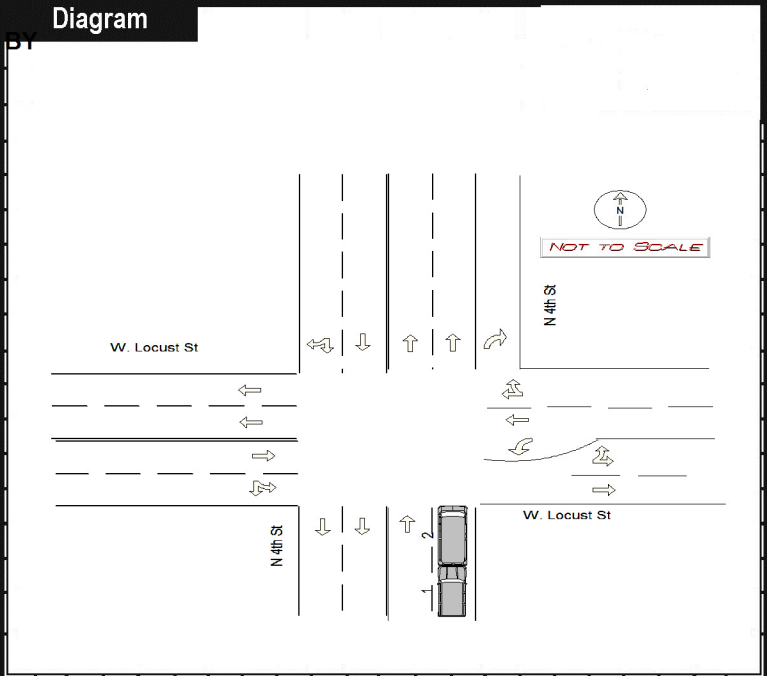 Diagram
BY
N
NOT TO SCALE
N 4th St
W. Locust St
W. Locust St
N 4th St
2
1